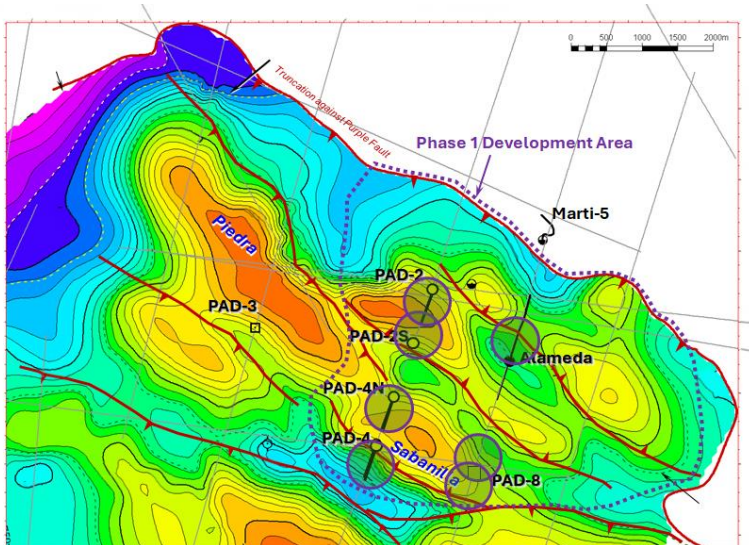 0 500 1000 1500 2000m
Truncation against Purple Fault
Phase 1 Development Area
Marti-5
Piedra
PAD-2
PAD-3
PAD-2S
Alameda
PAD-4N
PAD-4
Sabanilla
PAD-8